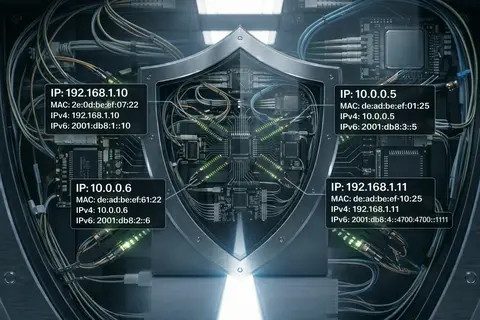 IP: 192.168.1.10
MAC: 2e:0d:be:ef:07:22
IPv4: 192.168.1.10
IPv6: 2001:db8:1::10
IP: 10.0.0.5
MAC: de:ad:be:ef:01:25
IPv4: 10.0.0.5
IPv6: 2001:db8:3::5
IP: 10.0.0.6
MAC: de:ad:be:ef:61:22
IPv4: 10.0.0.6
IPv6: 2001:db8:2::6
IP: 192.168.1.11
MAC: de:ad:be:ef-10:25
IPv4: 192.168.1.11
IPv6: 2001:db8:4::4700:4700::1111